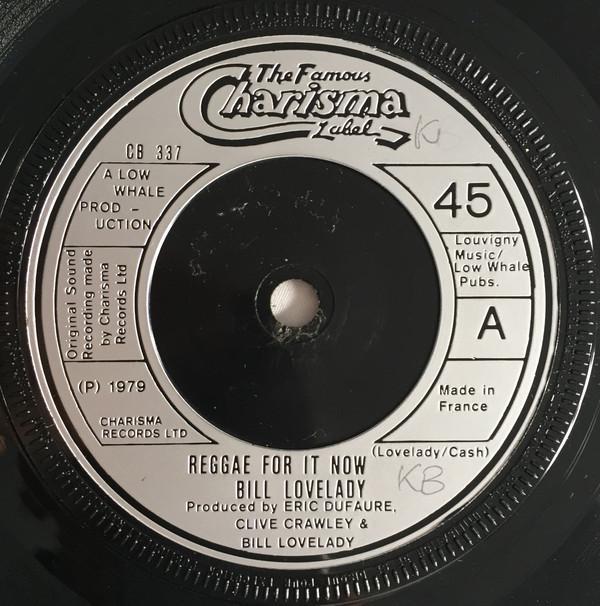 The Famous
Charisma
Label
KB
CB 337
A LOW
WHALE
PROD -
UCTION
Original Sound
Recording made
by Charisma
Records Ltd
(P) 1979
CHARISMA
RECORDS LTD
45
Louvigny
Music/
Low Whale
Pubs.
A
Made in
France
(Lovelady/Cash)
REGGAE FOR IT NOW
BILL LOVELADY
KB
Produced by ERIC DUFAURE,
CLIVE CRAWLEY &
BILL LOVELADY